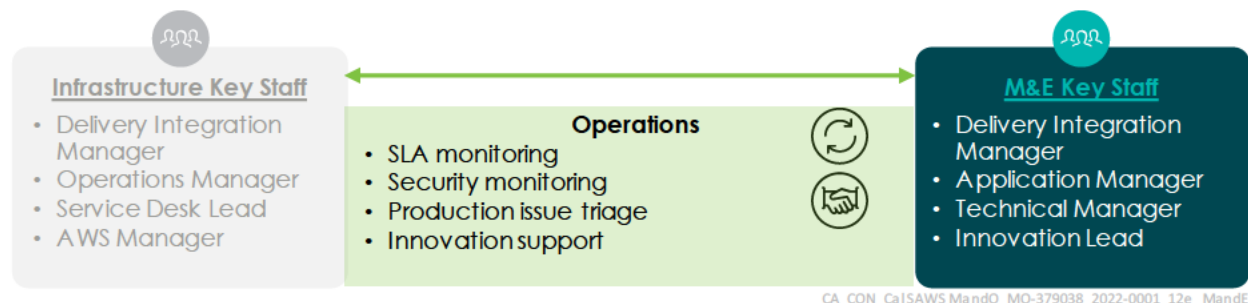 Infrastructure Key Staff
• Delivery Integration
Manager
• Operations Manager
• Service Desk Lead
• AWS Manager
Operations
• SLA monitoring
• Security monitoring
• Production issue triage
• Innovation support
M&E Key Staff
• Delivery Integration
Manager
• Application Manager
• Technical Manager
• Innovation Lead
CA_CON_CalSAWS MandO_MO-379038_2022-0001_12e_MandE